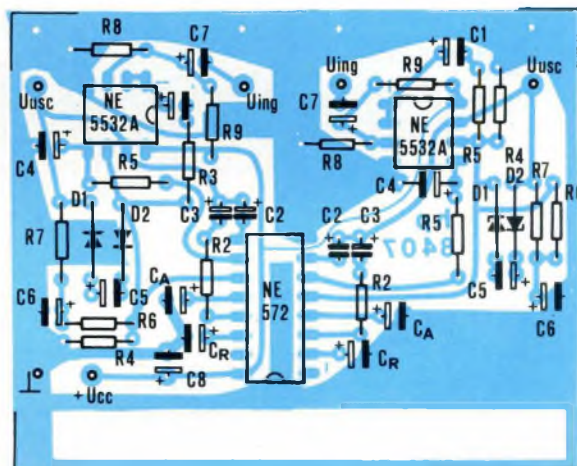 R8
C7
Uusc
NE
5532A
Uing
R9
C4
R5
R3
D1
D2
C3
C2
R7
R2
C6
C5
CA
R6
R4
CR
C8
+Ucc
NE
572
C1
Uing
R9
Uusc
C7
NE
5532A
R8
R5
R4
R7
C4
D1
D2
R5
C2
C3
8407
R2
C5
C6
CA
CR